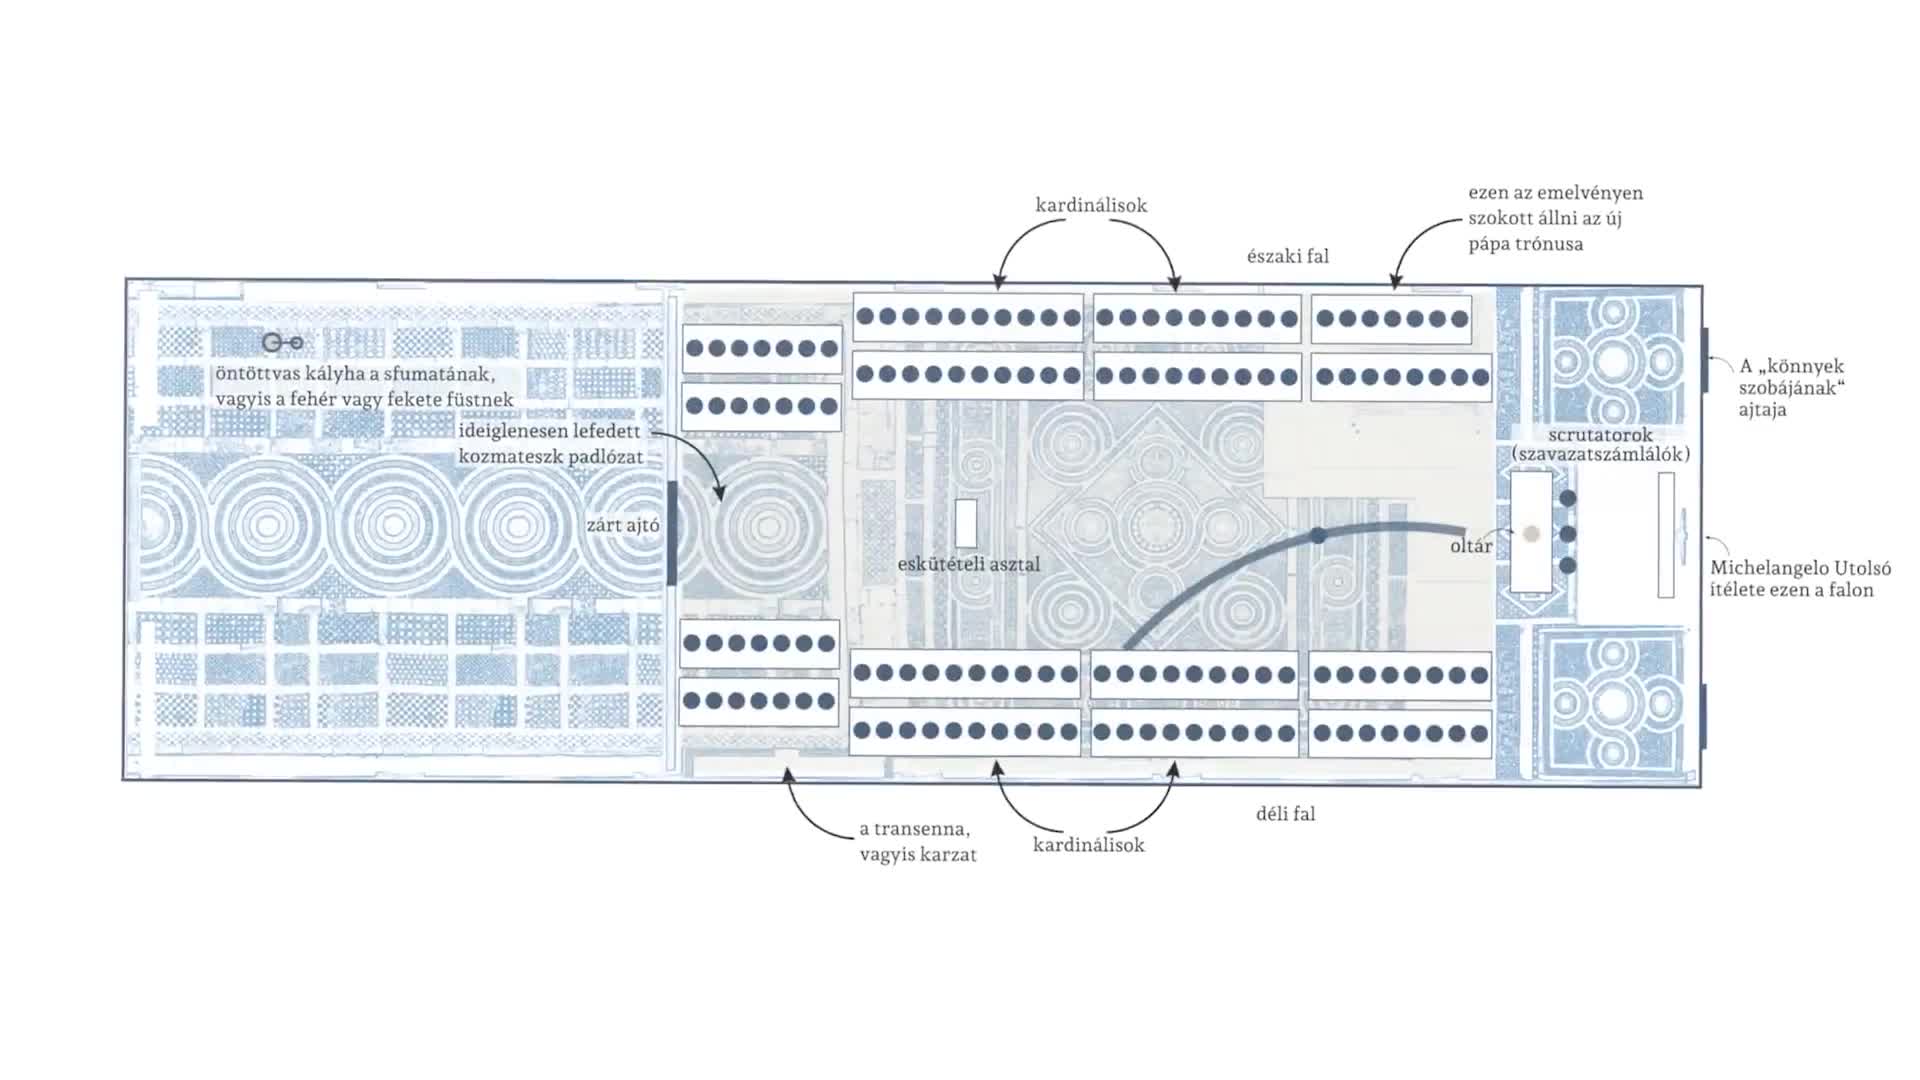 kardinálisok
ezen az emelvényen
szokott állni az új
pápa trónusa
északi fal
öntöttvas kályha a sfumatának,
vagyis a fehér vagy fekete füstnek
ideiglenesen lefedett
kozmateszk padlózat
zárt ajtó
eskütételi asztal
oltár
scrutatorok
(szavazatszámlálók)
A „könnyek
szobájának“
ajtaja
Michelangelo Utolsó
ítélete ezen a falon
déli fal
a transenna,
vagyis karzat
kardinálisok